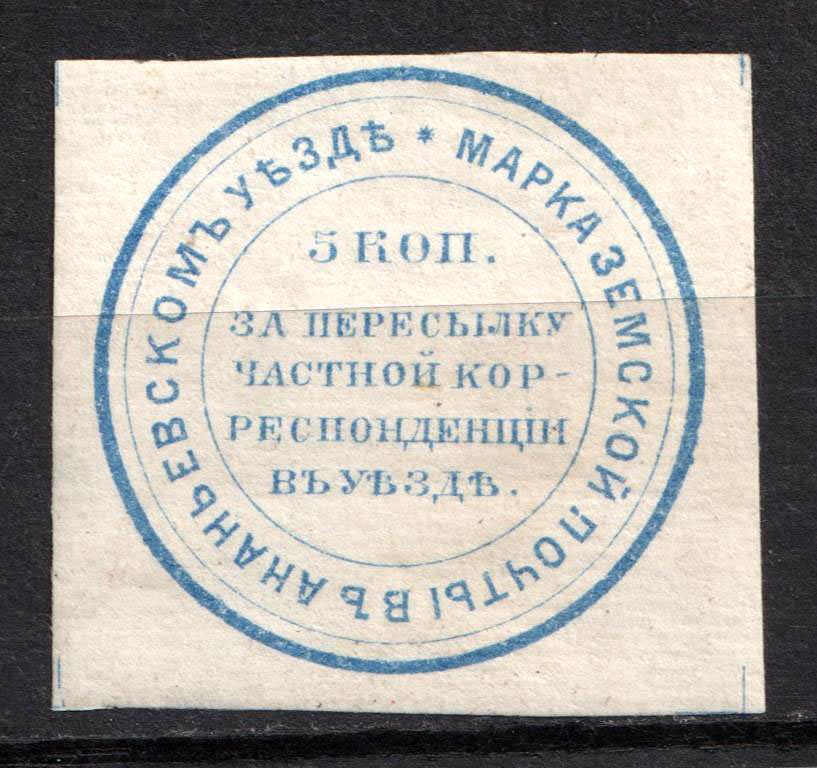 МАРКА ЗЕМСКОЙ ПОЧТЫ ВЪ АНАНЬЕВСКОМЪ УѢЗДѢ *
5 КОП.
ЗА ПЕРЕСЫЛКУ
ЧАСТНОЙ КОР-
РЕСПОНДЕНЦІИ
ВЪ УѢЗДѢ.